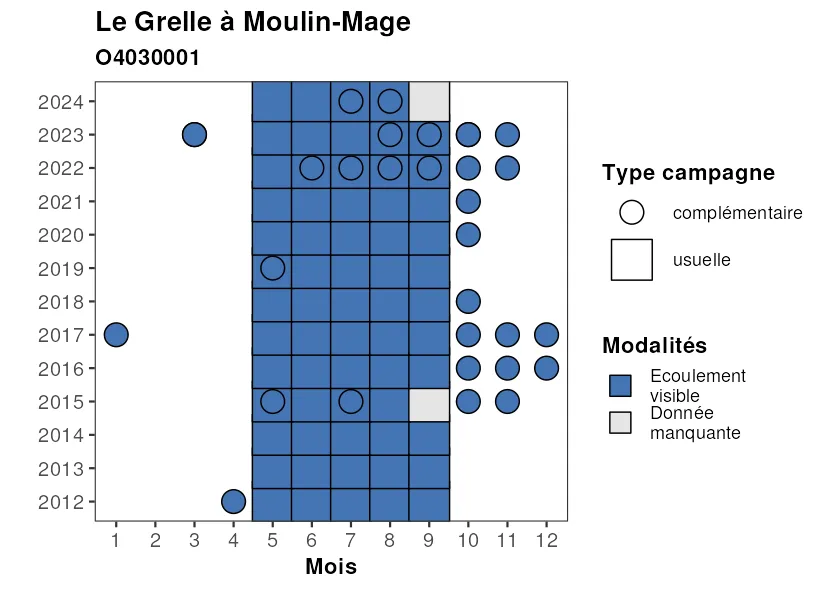 Le Grelle à Moulin-Mage
O4030001
2024
2023
2022
2021
2020
2019
2018
2017
2016
2015
2014
2013
2012
1 2 3 4 5 6 7 8 9 10 11 12
Mois
Type campagne
complémentaire
usuelle
Modalités
Ecoulement
visible
Donnée
manquante